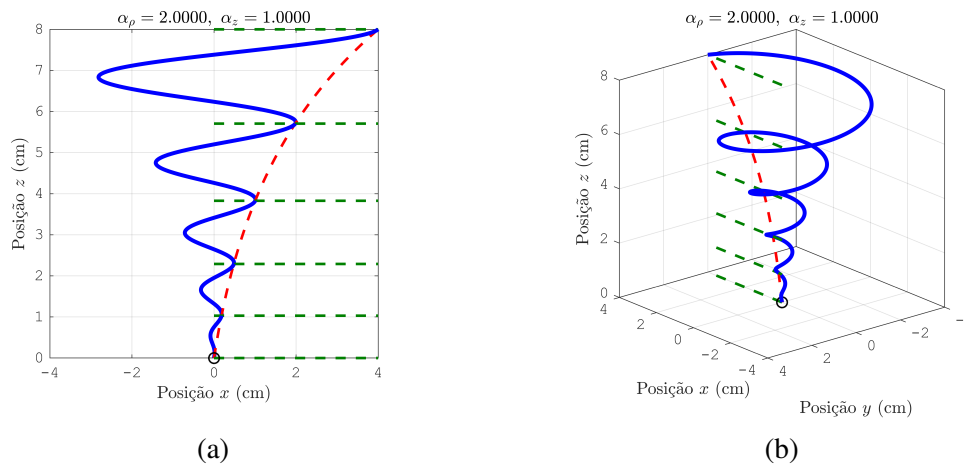 αρ = 2.0000, αz = 1.0000
8
7
6
5
4
3
2
1
0
-4 -2 0 2 4
Posição z (cm)
Posição x (cm)
(a)
αρ = 2.0000, αz = 1.0000
8
6
4
2
0
Posição z (cm)
4 2 0 -2 -4
Posição x (cm)
4 2 0 -2
Posição y (cm)
(b)